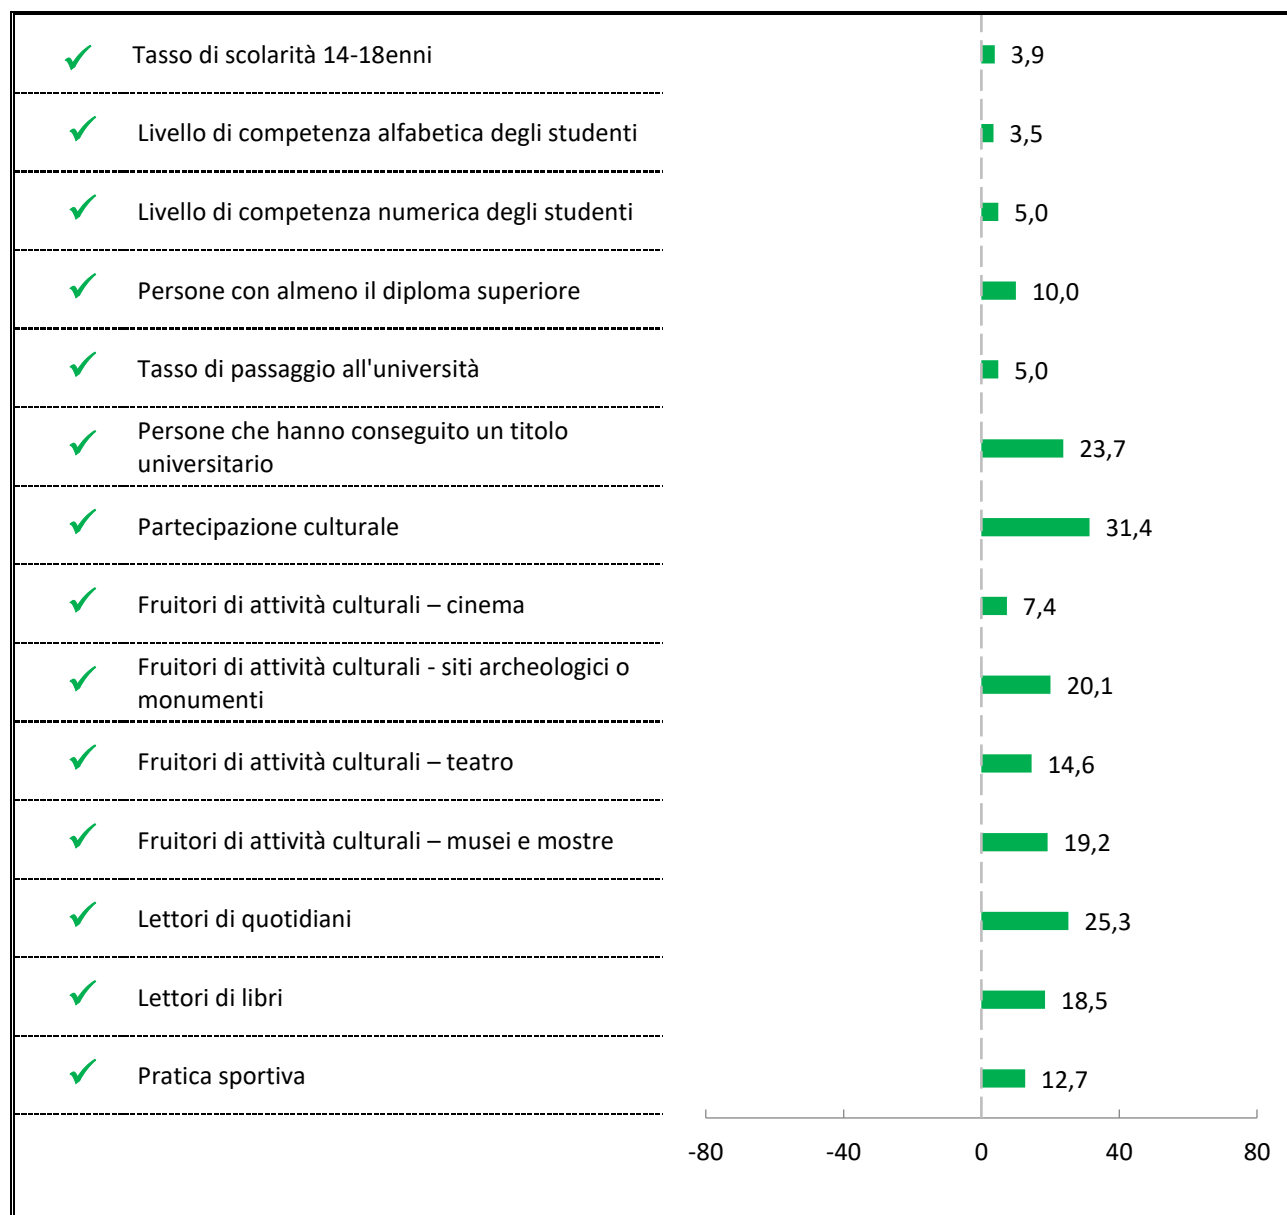 Tasso di scolarità 14-18enni 3,9
Livello di competenza alfabetica degli studenti 3,5
Livello di competenza numerica degli studenti 5,0
Persone con almeno il diploma superiore 10,0
Tasso di passaggio all'università 5,0
Persone che hanno conseguito un titolo
universitario 23,7
Partecipazione culturale 31,4
Fruitori di attività culturali – cinema 7,4
Fruitori di attività culturali - siti archeologici o
monumenti 20,1
Fruitori di attività culturali – teatro 14,6
Fruitori di attività culturali – musei e mostre 19,2
Lettori di quotidiani 25,3
Lettori di libri 18,5
Pratica sportiva 12,7
-80 -40 0 40 80